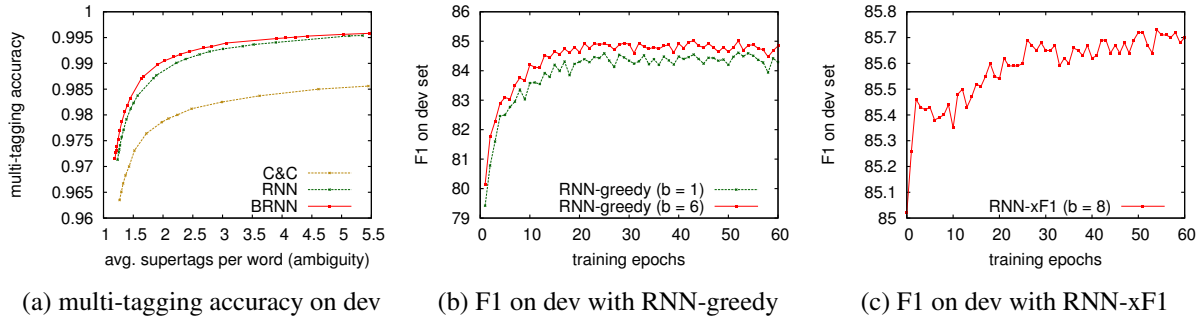 1
0.995
0.99
0.985
0.98
0.975
0.97
0.965
0.96
multi-tagging accuracy
C&C
RNN
BRNN
1 1.5 2 2.5 3 3.5 4 4.5 5 5.5
avg. supertags per word (ambiguity)
(a) multi-tagging accuracy on dev
86
85
84
83
82
81
80
79
F1 on dev set
RNN-greedy (b = 1)
RNN-greedy (b = 6)
0 10 20 30 40 50 60
training epochs
(b) F1 on dev with RNN-greedy
85.8
85.7
85.6
85.5
85.4
85.3
85.2
85.1
85
F1 on dev set
RNN-xF1 (b = 8)
0 10 20 30 40 50 60
training epochs
(c) F1 on dev with RNN-xF1